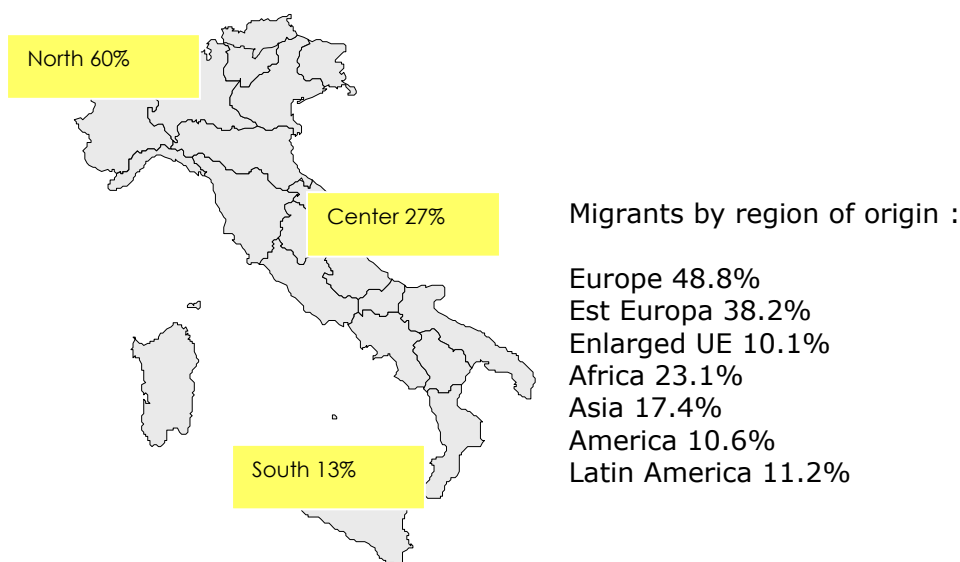 North 60%
Center 27%
South 13%
Migrants by region of origin :
Europe 48.8%
Est Europa 38.2%
Enlarged UE 10.1%
Africa 23.1%
Asia 17.4%
America 10.6%
Latin America 11.2%